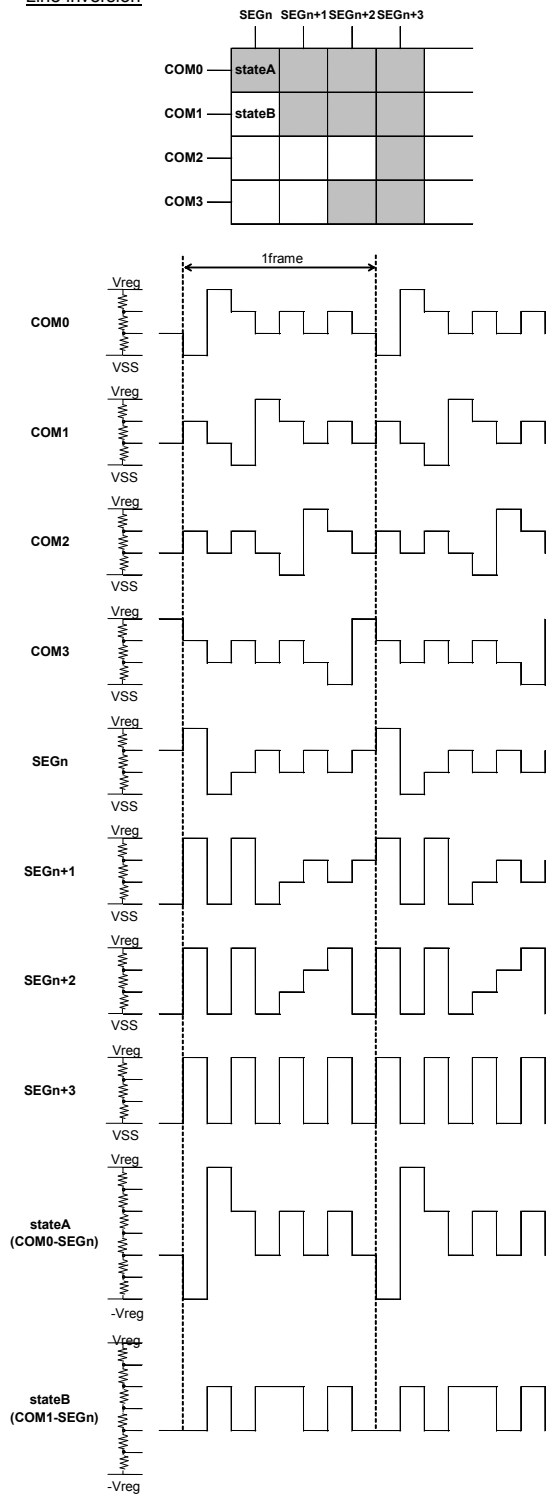 Line inversion
SEGn SEGn+1 SEGn+2 SEGn+3
COM0 stateA
COM1 stateB
COM2
COM3
1frame
Vreg
COM0
VSS
Vreg
COM1
VSS
Vreg
COM2
VSS
Vreg
COM3
VSS
Vreg
SEGn
VSS
Vreg
SEGn+1
VSS
Vreg
SEGn+2
VSS
Vreg
SEGn+3
VSS
Vreg
stateA
(COM0-SEGn)
-Vreg
Vreg
stateB
(COM1-SEGn)
-Vreg